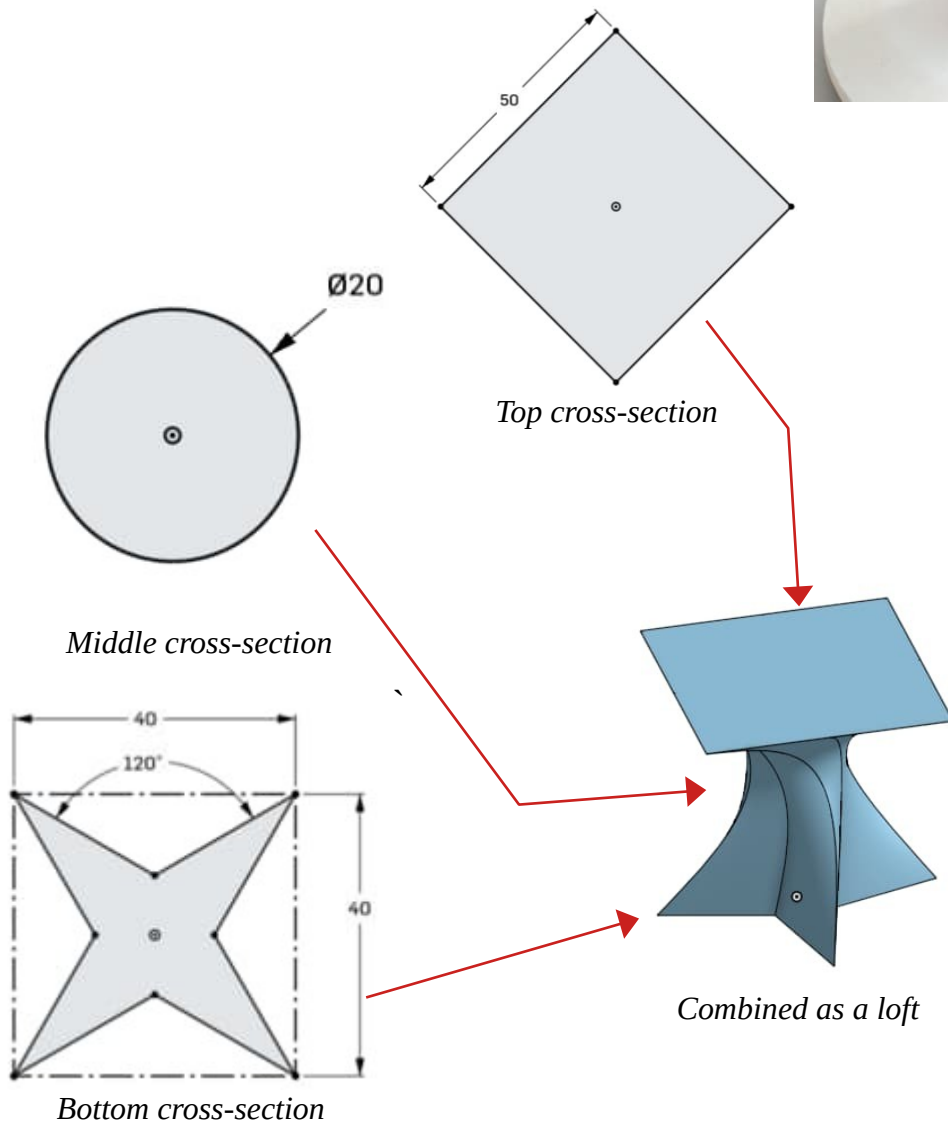 50
Ø20
Top cross-section
Middle cross-section
`
40
120°
40
Combined as a loft
Bottom cross-section